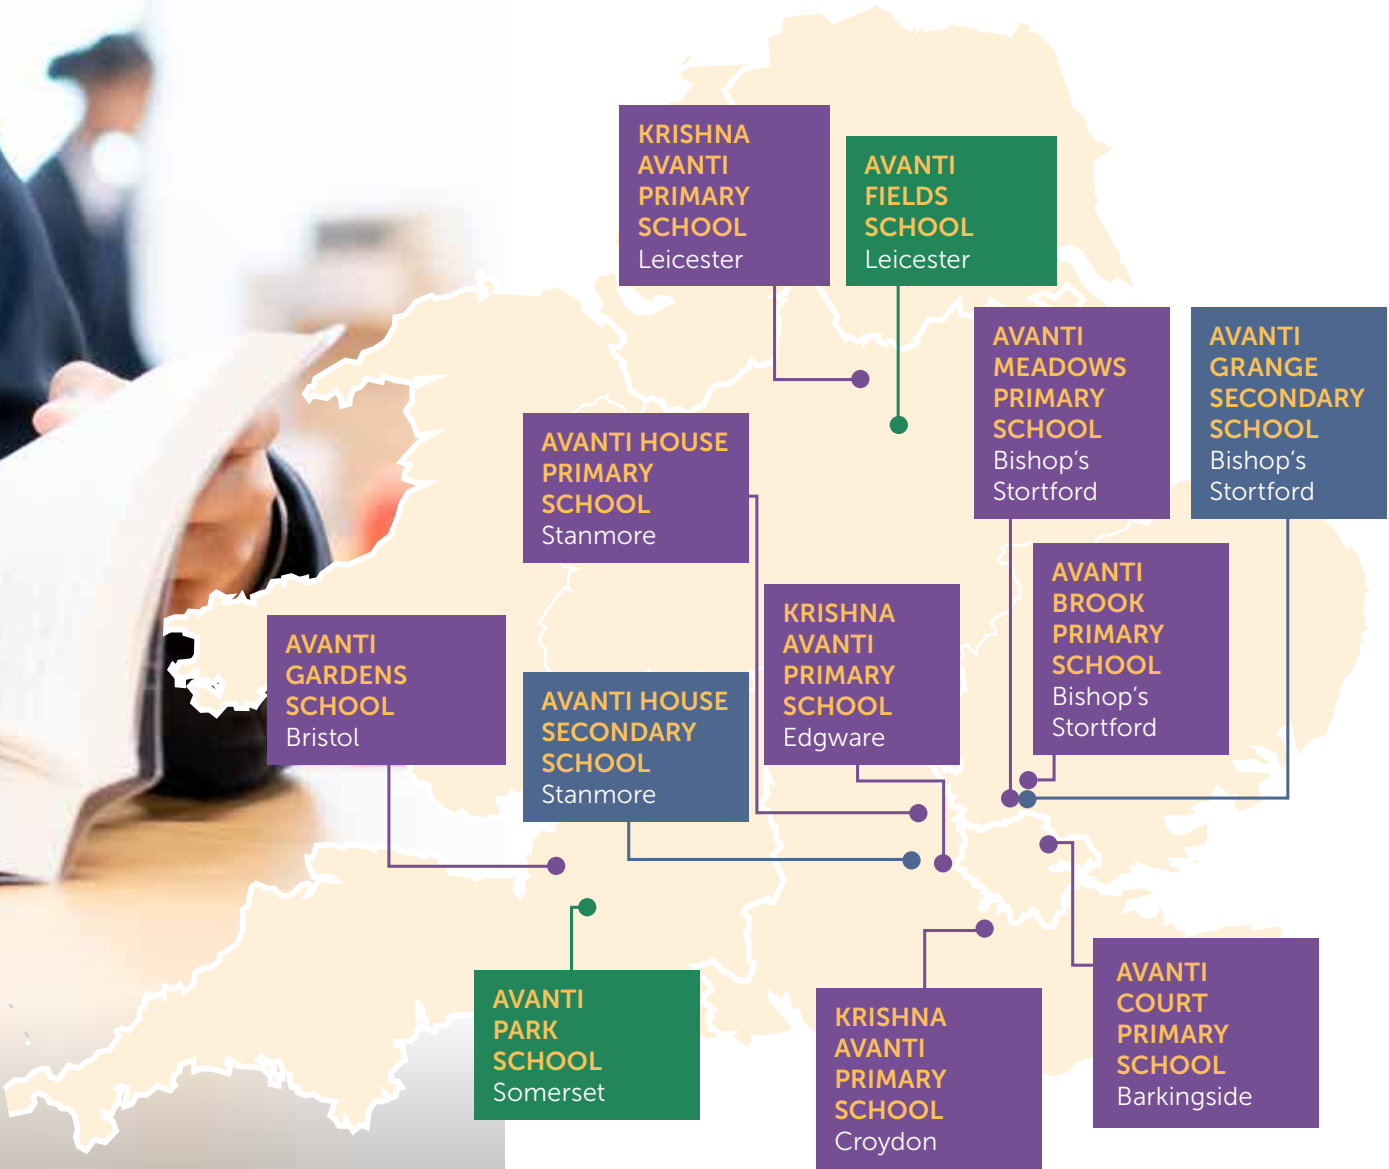 KRISHNA
AVANTI
PRIMARY
SCHOOL
Leicester
AVANTI
FIELDS
SCHOOL
Leicester
AVANTI
MEADOWS
PRIMARY
SCHOOL
Bishop's
Stortford
AVANTI
GRANGE
SECONDARY
SCHOOL
Bishop's
Stortford
AVANTI HOUSE
PRIMARY
SCHOOL
Stanmore
AVANTI
BROOK
PRIMARY
SCHOOL
Bishop's
Stortford
KRISHNA
AVANTI
PRIMARY
SCHOOL
Edgware
AVANTI
GARDENS
SCHOOL
Bristol
AVANTI HOUSE
SECONDARY
SCHOOL
Stanmore
AVANTI
PARK
SCHOOL
Somerset
KRISHNA
AVANTI
PRIMARY
SCHOOL
Croydon
AVANTI
COURT
PRIMARY
SCHOOL
Barkingside